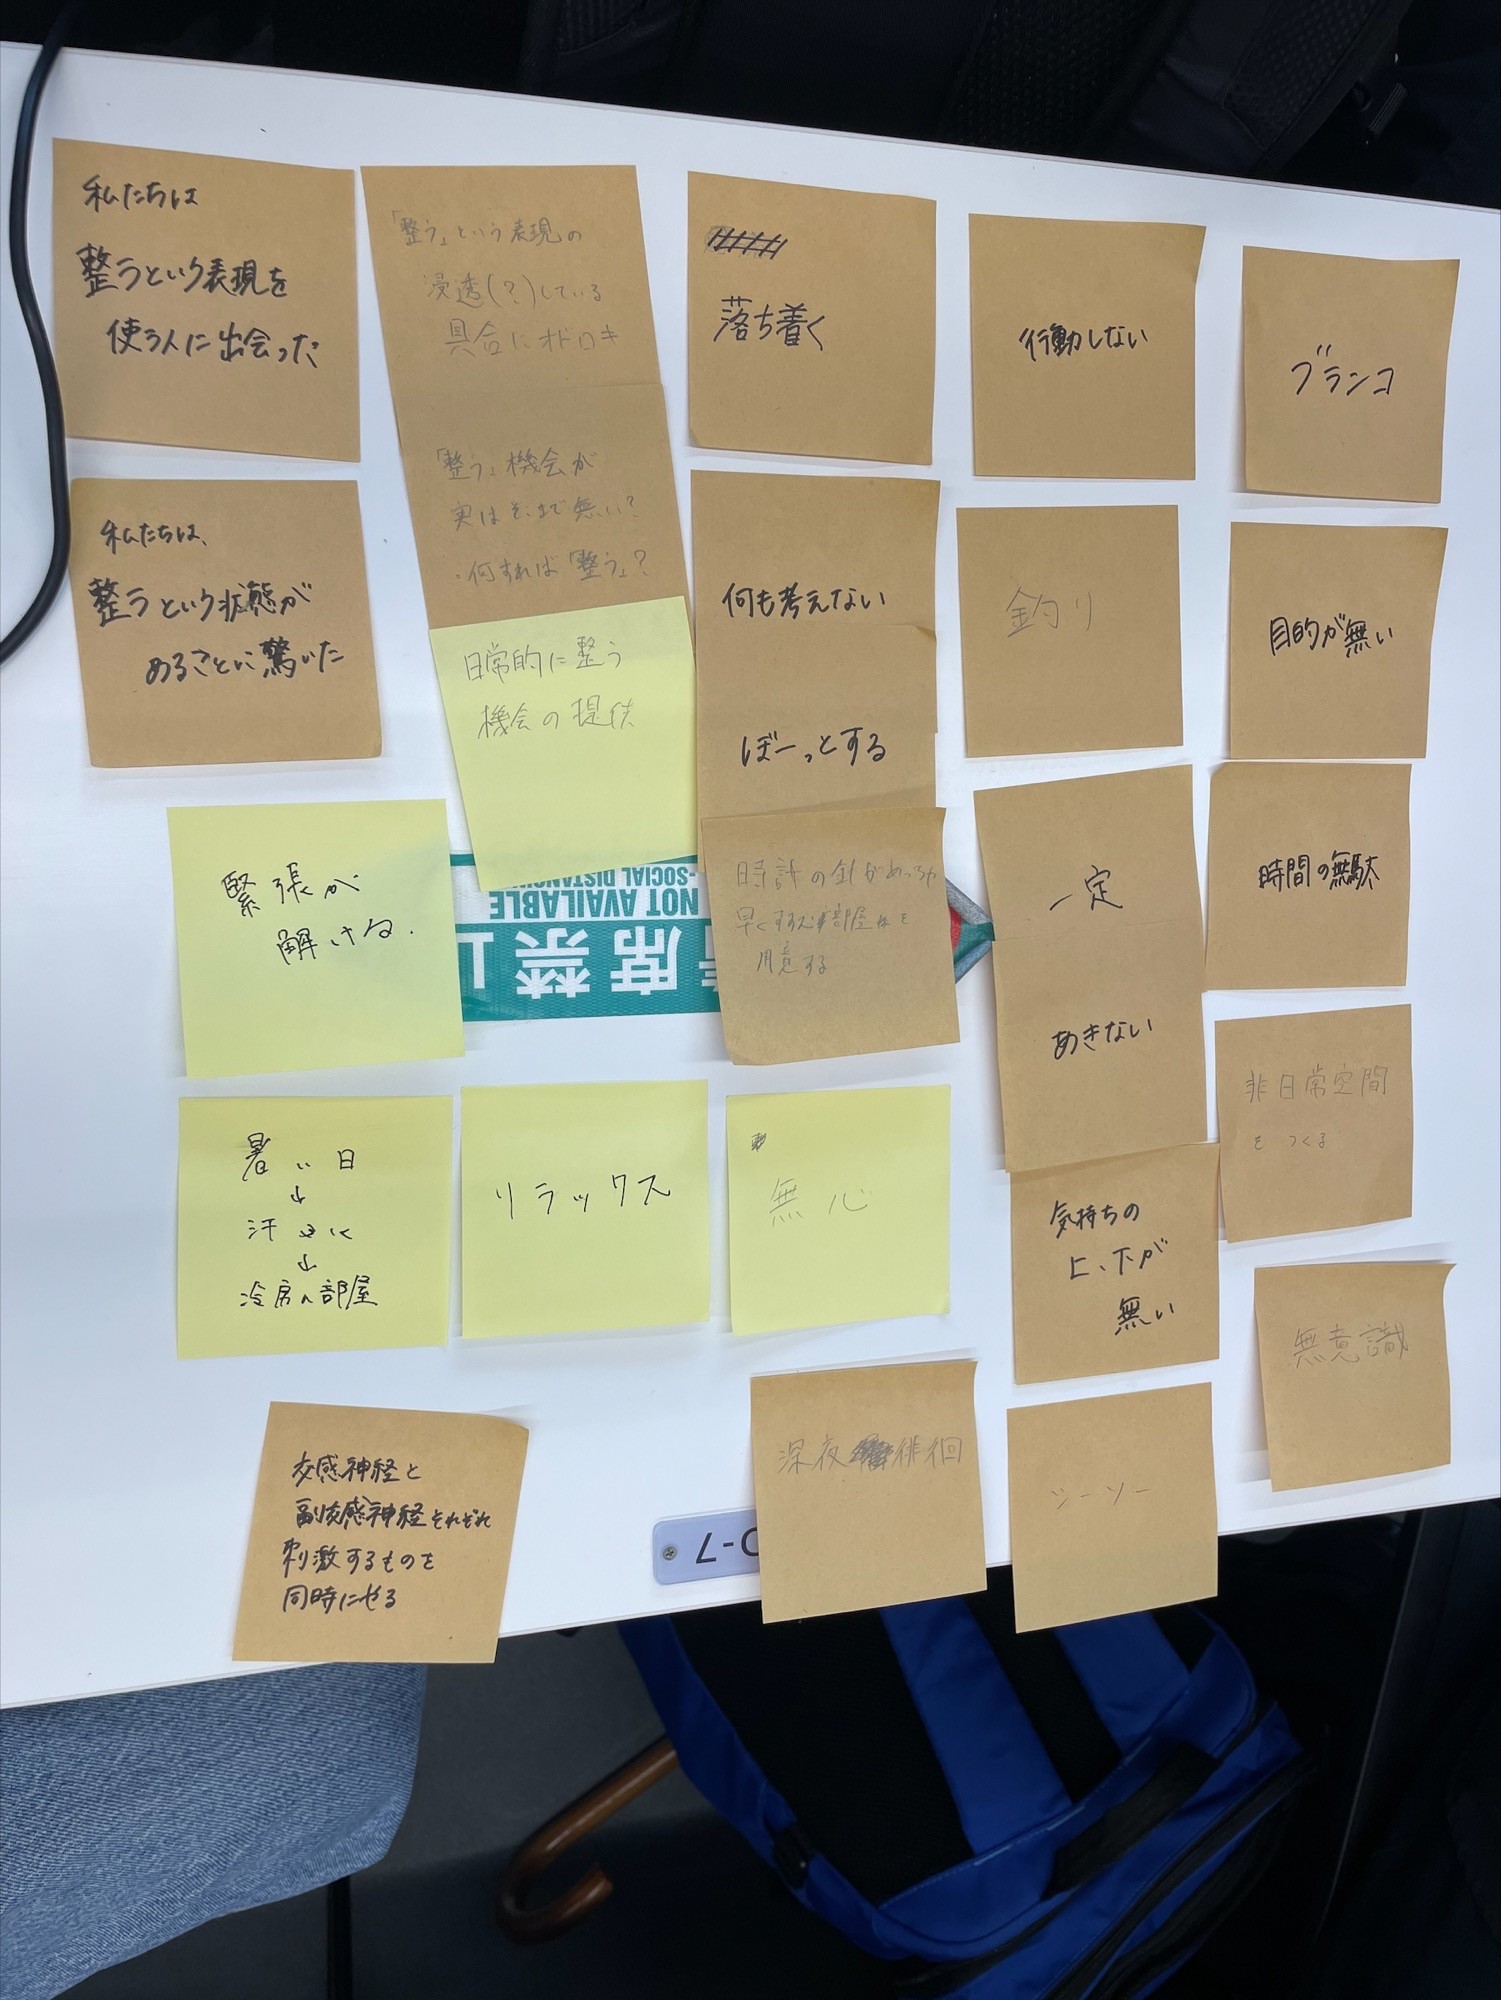 私たちは
整うという表現を
使う人に出会った
私たちは、
整うという状態が
あることに驚いた
「整う」という表現の
浸透(?)している
具合にオドロキ
「整う」機会が
実はそこまで無い?
・何すれば「整う」?
日常的に整う
機会の提供
緊張が
解ける.
暑い日
↓
汗かく
↓
冷房の部屋
リラックス
無心
交感神経と
副交感神経それぞれ
刺激するものを
同時にやる
落ち着く
何も考えない
ぼーっとする
時計の針がめっちゃ
早くすすむ部屋を
用意する
深夜徘徊
行動しない
釣り
一定
あきない
気持ちの
上、下が
無い
シーソー
ブランコ
目的が無い
時間の無駄
非日常空間
をつくる
無意識
着席禁止
NOT AVAILABLE
-SOCIAL DISTANCING-
-7